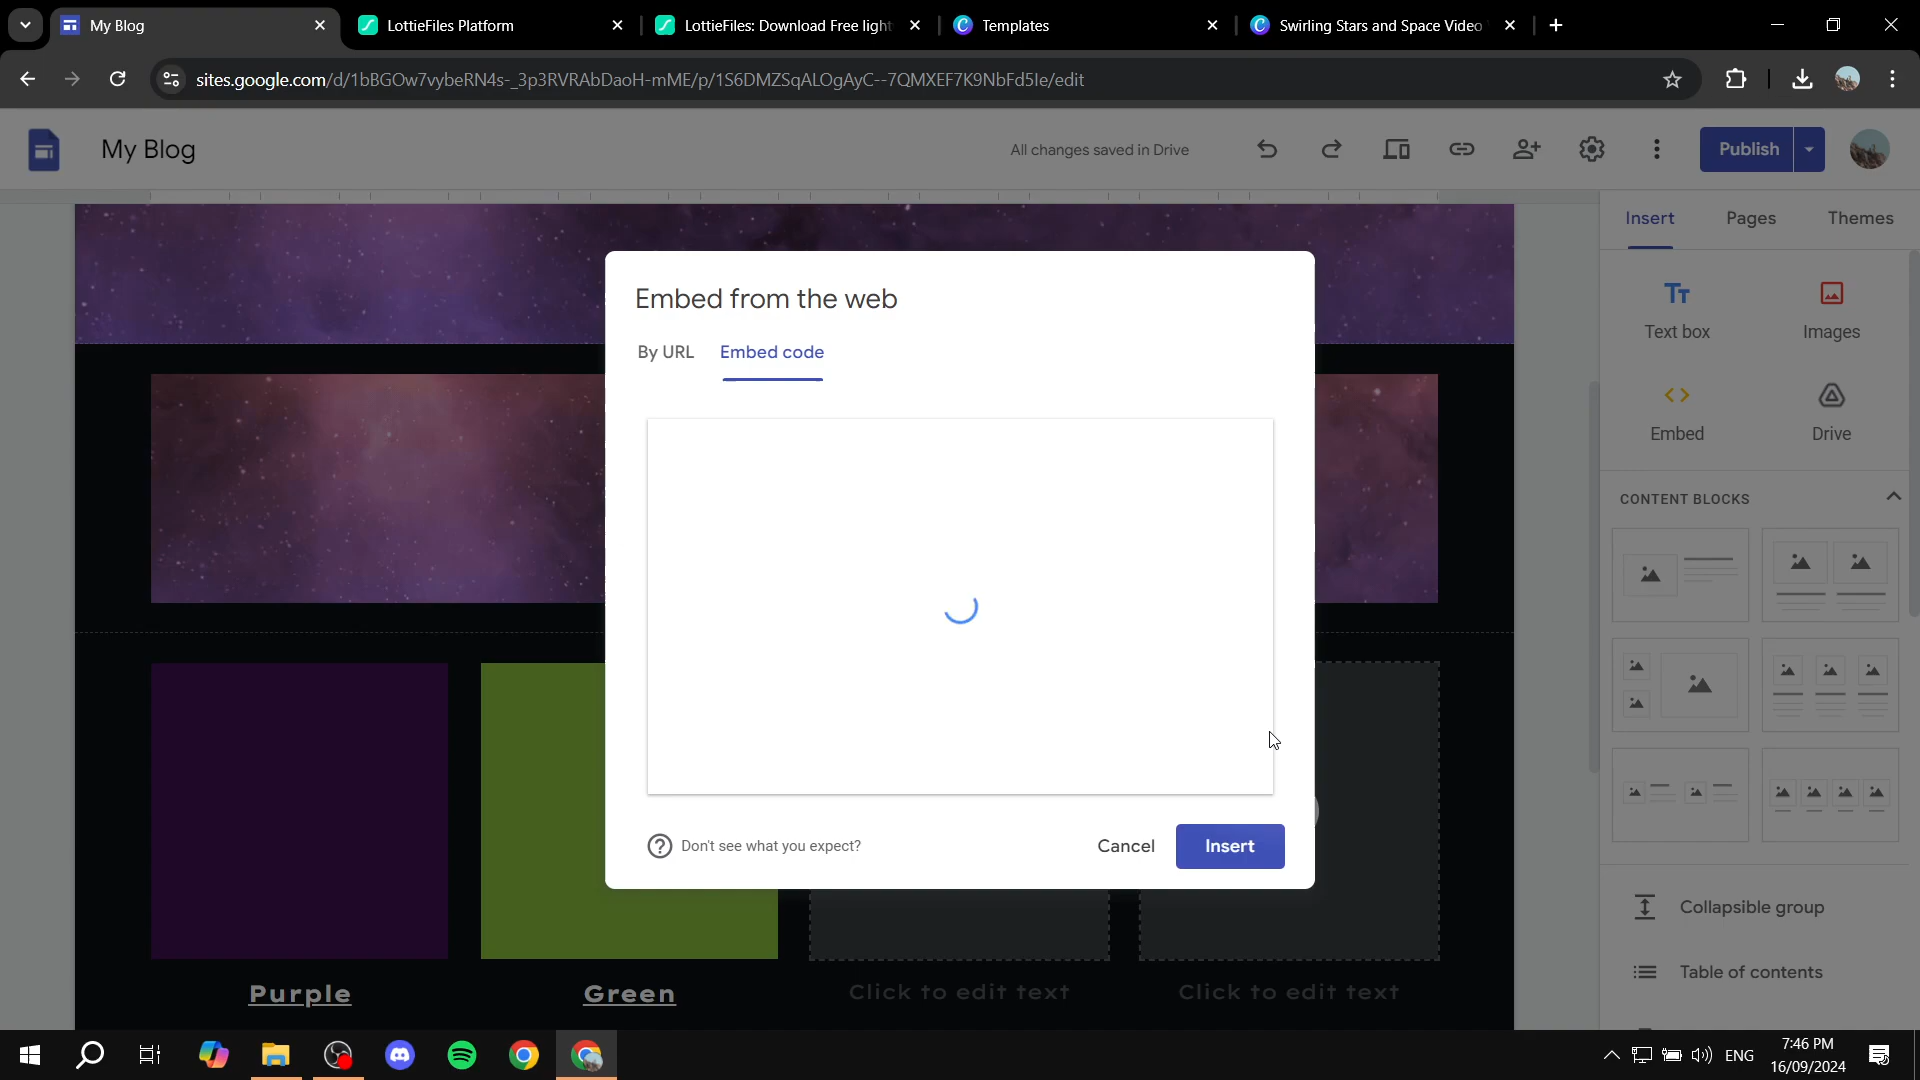 My Blog
LottieFiles Platform
LottieFiles: Download Free light
Templates
Swirling Stars and Space Video
sites.google.com/d/1bBGOw7vybeRN4s-_3p3RVRAbDaoH-mME/p/1S6DMZSqALOgAyC--7QMXEF7K9NbFd5Ie/edit
My Blog
All changes saved in Drive
Publish
Insert
Pages
Themes
Embed from the web
By URL
Embed code
Text box
Images
Embed
Drive
CONTENT BLOCKS
Don't see what you expect?
Cancel
Insert
Collapsible group
Table of contents
Purple
Green
Click to edit text
Click to edit text
ENG
7:46 PM
16/09/2024